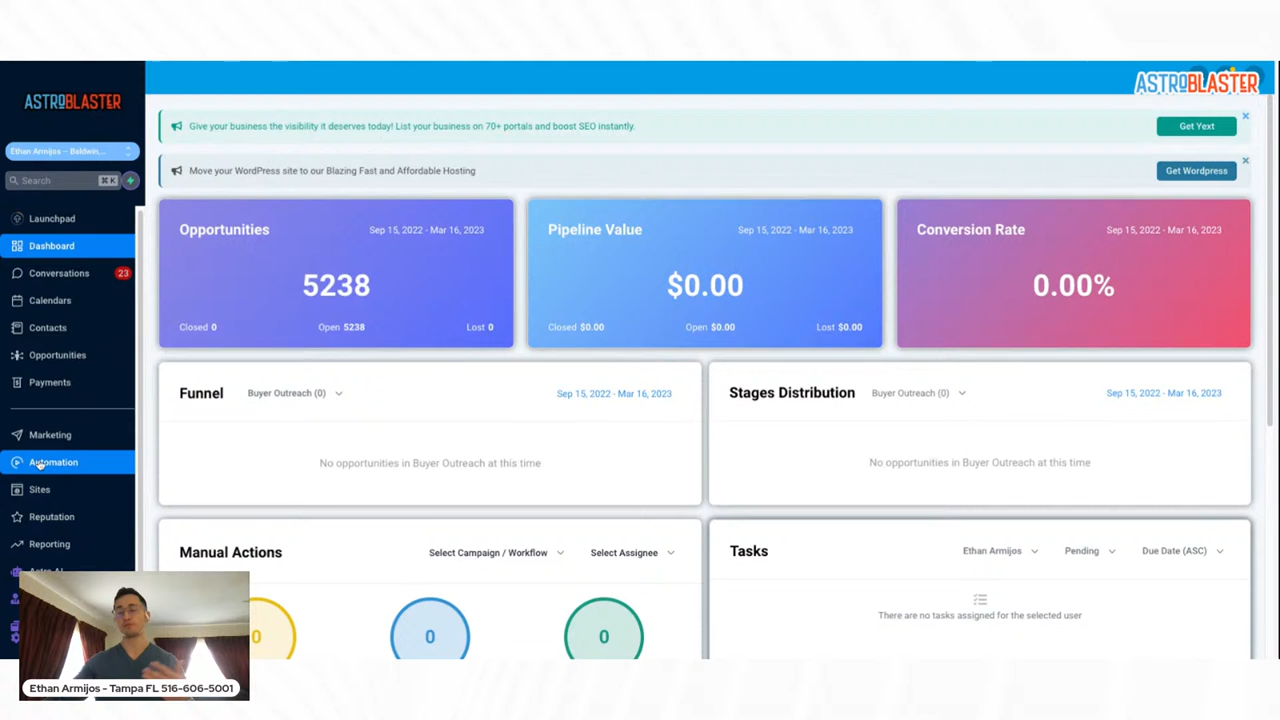 ASTROBLASTER
Ethan Armijos -- Baldwin,...
Search ⌘K
Launchpad
Dashboard
Conversations 23
Calendars
Contacts
Opportunities
Payments
Marketing
Automation
Sites
Reputation
Reporting
Astro AI
ASTROBLASTER
Give your business the visibility it deserves today! List your business on 70+ portals and boost SEO instantly.
Get Yext
Move your WordPress site to our Blazing Fast and Affordable Hosting
Get Wordpress
Opportunities Sep 15, 2022 - Mar 16, 2023
5238
Closed 0 Open 5238 Lost 0
Pipeline Value Sep 15, 2022 - Mar 16, 2023
$0.00
Closed $0.00 Open $0.00 Lost $0.00
Conversion Rate Sep 15, 2022 - Mar 16, 2023
0.00%
Funnel Buyer Outreach (0) Sep 15, 2022 - Mar 16, 2023
No opportunities in Buyer Outreach at this time
Stages Distribution Buyer Outreach (0) Sep 15, 2022 - Mar 16, 2023
No opportunities in Buyer Outreach at this time
Manual Actions Select Campaign / Workflow Select Assignee
0 0 0
Tasks Ethan Armijos Pending Due Date (ASC)
There are no tasks assigned for the selected user
Ethan Armijos - Tampa FL 516-606-5001